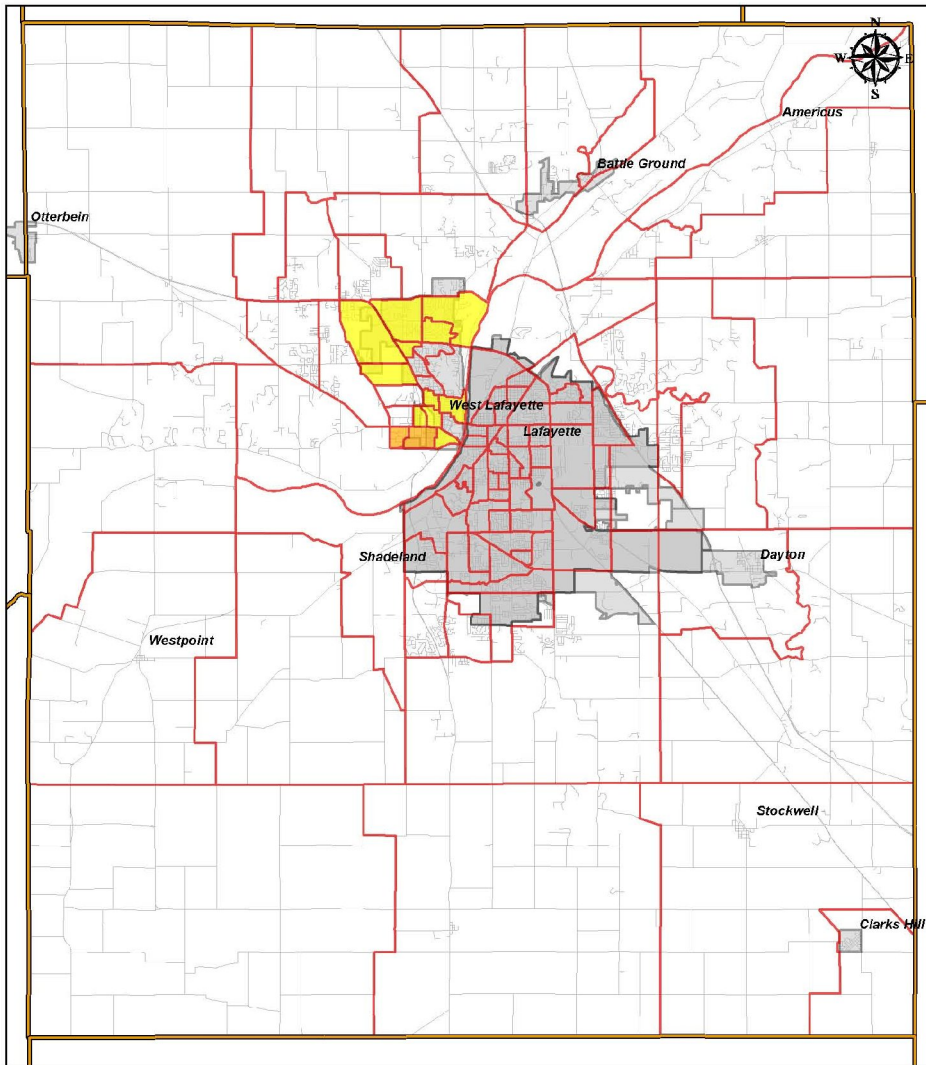 N
W E
S
Americus
Battle Ground
Otterbein
West Lafayette
Lafayette
Shadeland
Dayton
Westpoint
Stockwell
Clarks Hill